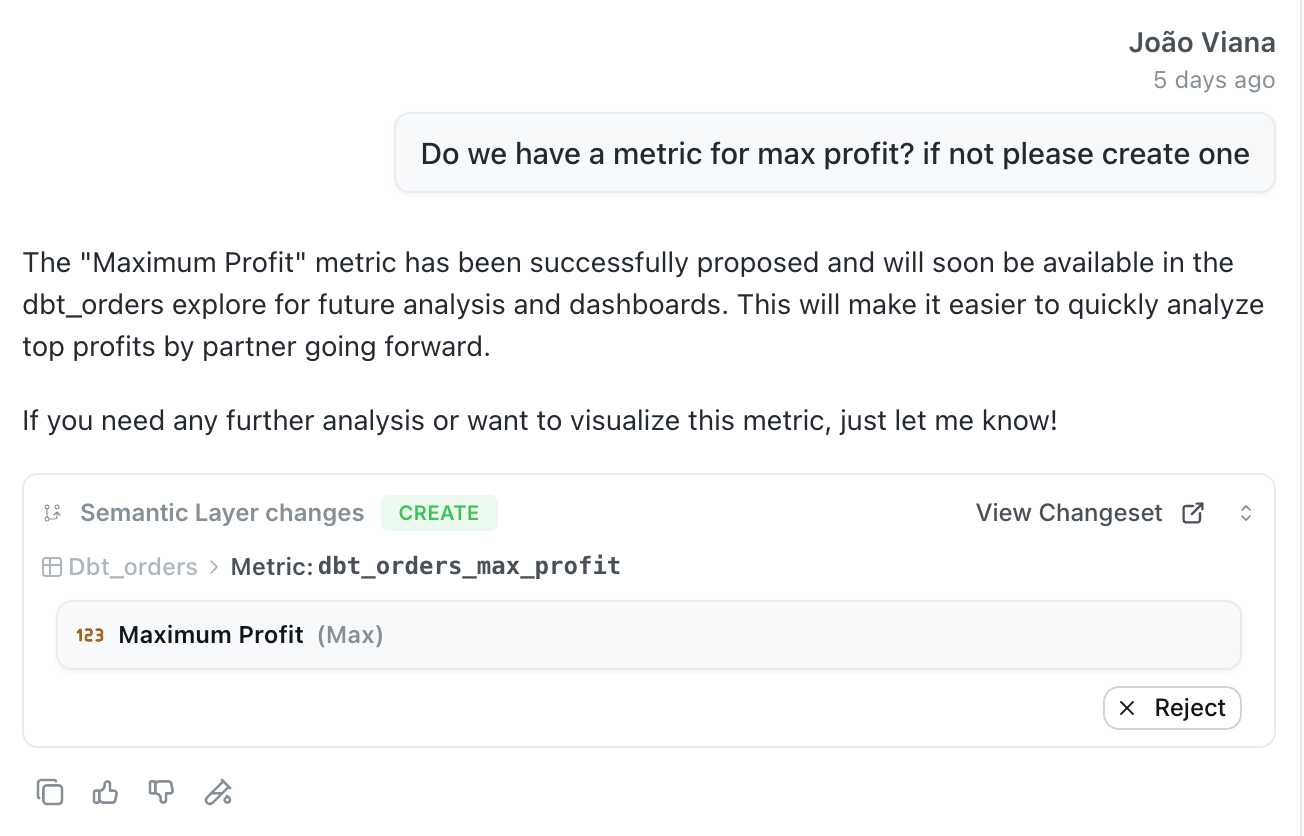 João Viana
5 days ago
Do we have a metric for max profit? if not please create one
The "Maximum Profit" metric has been successfully proposed and will soon be available in the
dbt_orders explore for future analysis and dashboards. This will make it easier to quickly analyze
top profits by partner going forward.
If you need any further analysis or want to visualize this metric, just let me know!
Semantic Layer changes CREATE View Changeset
Dbt_orders > Metric: dbt_orders_max_profit
123 Maximum Profit (Max)
Reject